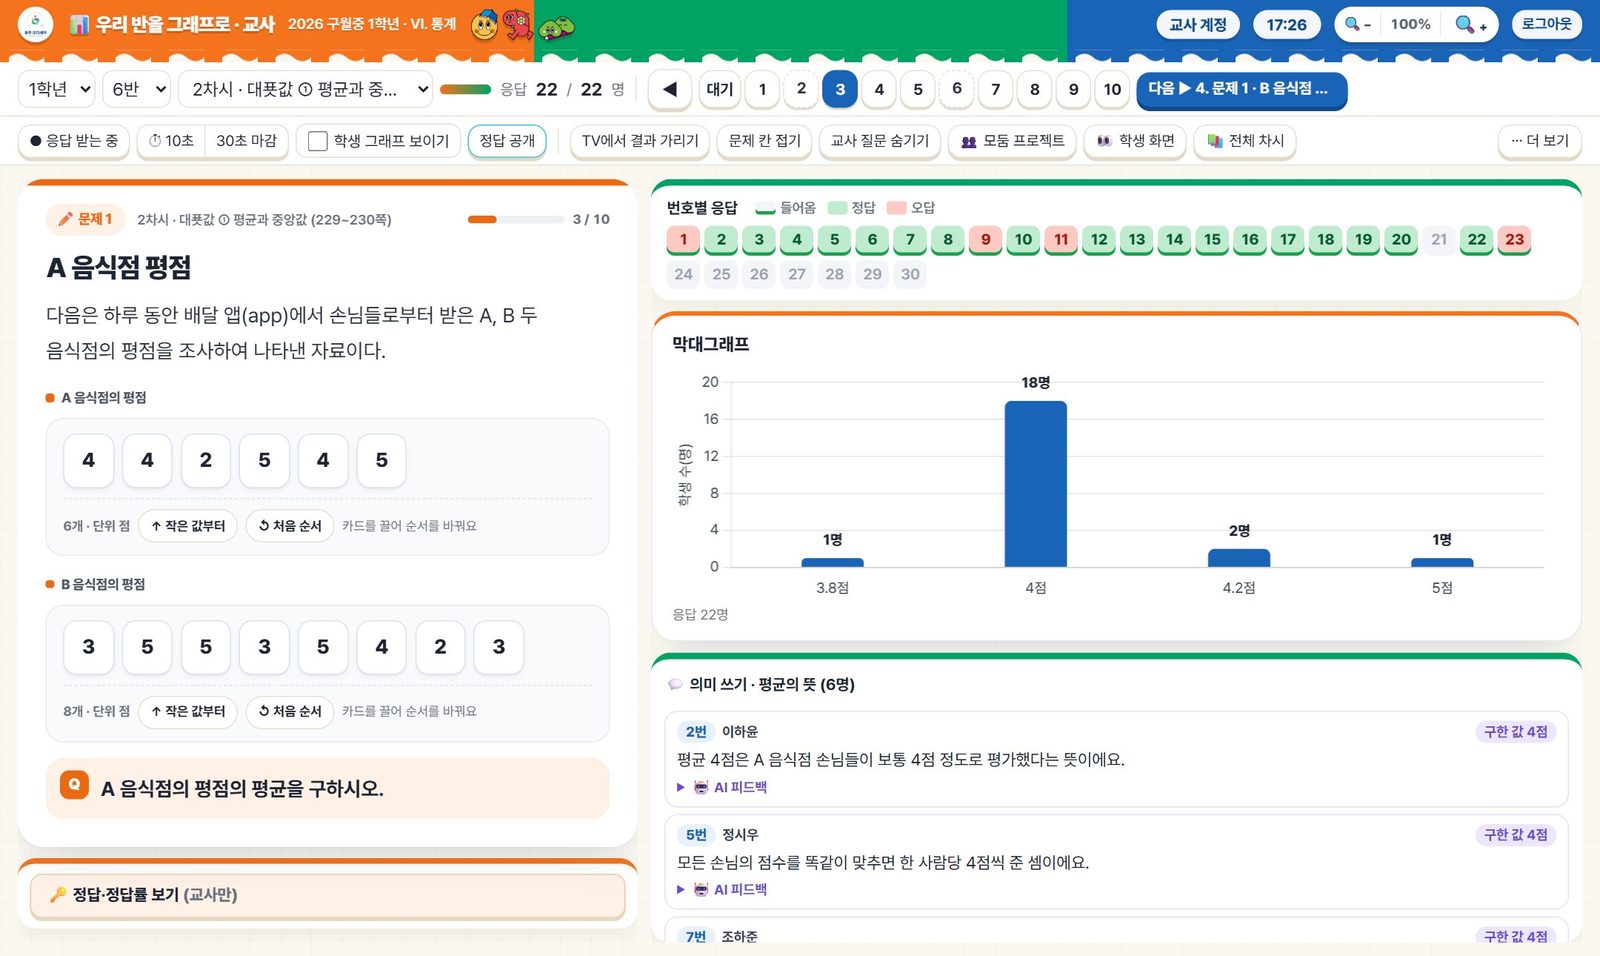 우리 반을 그래프로 · 교사
2026 구월중 1학년 · VI. 통계
교사 계정
17:26
- 100% +
로그아웃
1학년 6반 2차시 · 대푯값 ① 평균과 중... 응답 22 / 22 명
◀ 대기 1 2 3 4 5 6 7 8 9 10
다음 ▶ 4. 문제 1 · B 음식점 ...
● 응답 받는 중 10초 30초 마감 학생 그래프 보이기 정답 공개 TV에서 결과 가리기 문제 칸 접기 교사 질문 숨기기 모둠 프로젝트 학생 화면 전체 차시 ··· 더 보기
문제 1 2차시 · 대푯값 ① 평균과 중앙값 (229~230쪽) 3 / 10
A 음식점 평점
다음은 하루 동안 배달 앱(app)에서 손님들로부터 받은 A, B 두
음식점의 평점을 조사하여 나타낸 자료이다.
A 음식점의 평점
4 4 2 5 4 5
6개 · 단위 점 ↑ 작은 값부터 ↺ 처음 순서 카드를 끌어 순서를 바꿔요
B 음식점의 평점
3 5 5 3 5 4 2 3
8개 · 단위 점 ↑ 작은 값부터 ↺ 처음 순서 카드를 끌어 순서를 바꿔요
Q A 음식점의 평점의 평균을 구하시오.
정답·정답률 보기 (교사만)
번호별 응답 들어옴 정답 오답
1 2 3 4 5 6 7 8 9 10 11 12 13 14 15 16 17 18 19 20 21 22 23
24 25 26 27 28 29 30
막대그래프
학생 수(명)
20
16
12
8
4
0
1명 18명 2명 1명
3.8점 4점 4.2점 5점
응답 22명
의미 쓰기 · 평균의 뜻 (6명)
2번 이하윤 구한 값 4점
평균 4점은 A 음식점 손님들이 보통 4점 정도로 평가했다는 뜻이에요.
▶ AI 피드백
5번 정시우 구한 값 4점
모든 손님의 점수를 똑같이 맞추면 한 사람당 4점씩 준 셈이에요.
▶ AI 피드백
7번 조하준 구한 값 4점